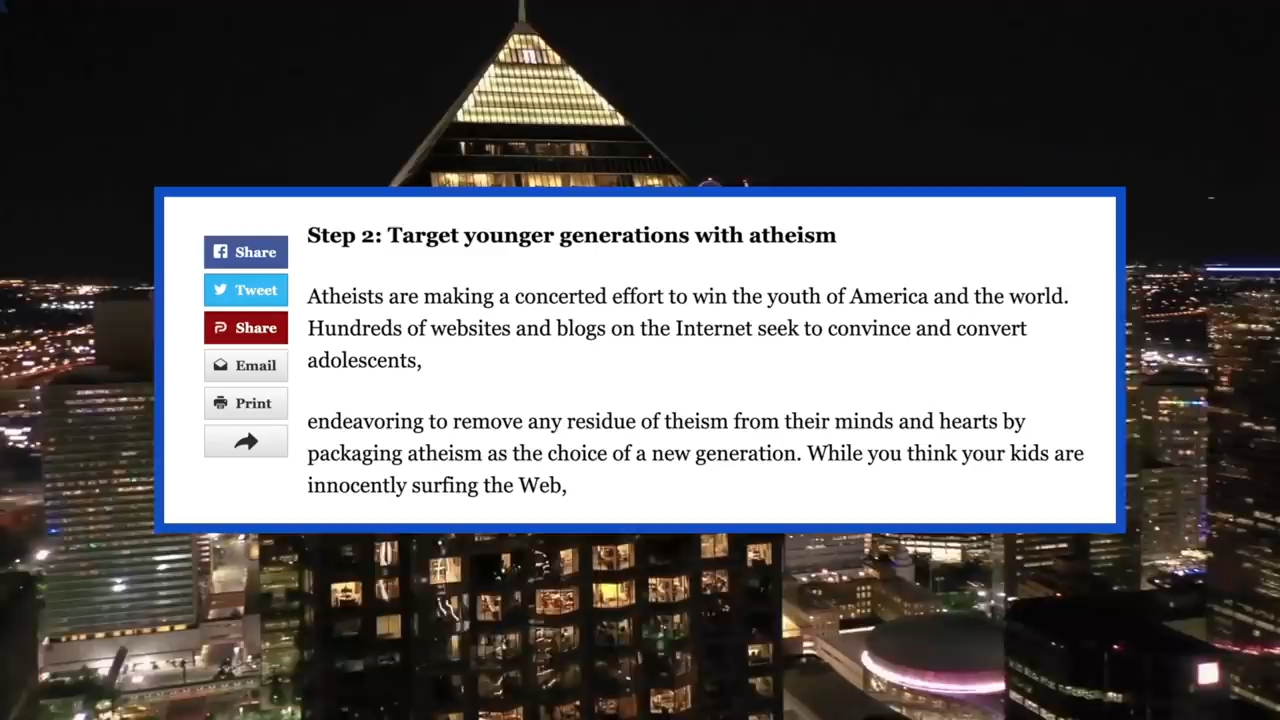 Step 2: Target younger generations with atheism
Share
Tweet
Share
Email
Print
Atheists are making a concerted effort to win the youth of America and the world.
Hundreds of websites and blogs on the Internet seek to convince and convert
adolescents,
endeavoring to remove any residue of theism from their minds and hearts by
packaging atheism as the choice of a new generation. While you think your kids are
innocently surfing the Web,